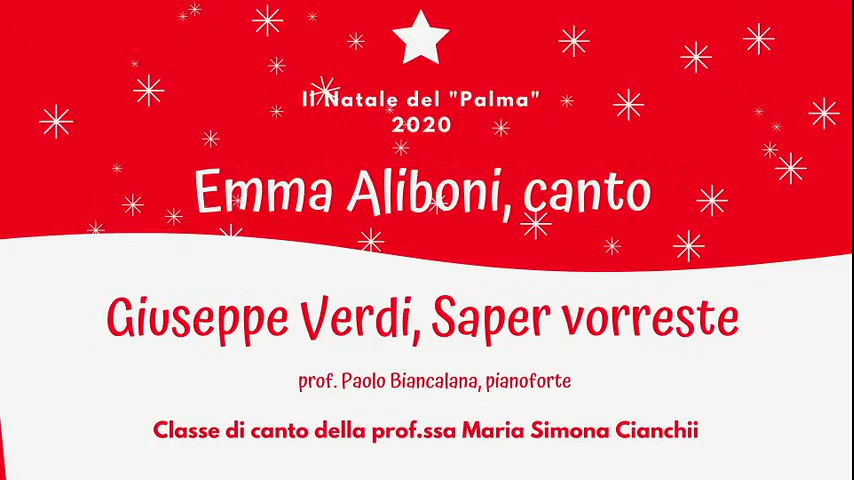 Il Natale del "Palma"
2020
Emma Aliboni, canto
Giuseppe Verdi, Saper vorreste
prof. Paolo Biancalana, pianoforte
Classe di canto della prof.ssa Maria Simona Cianchii